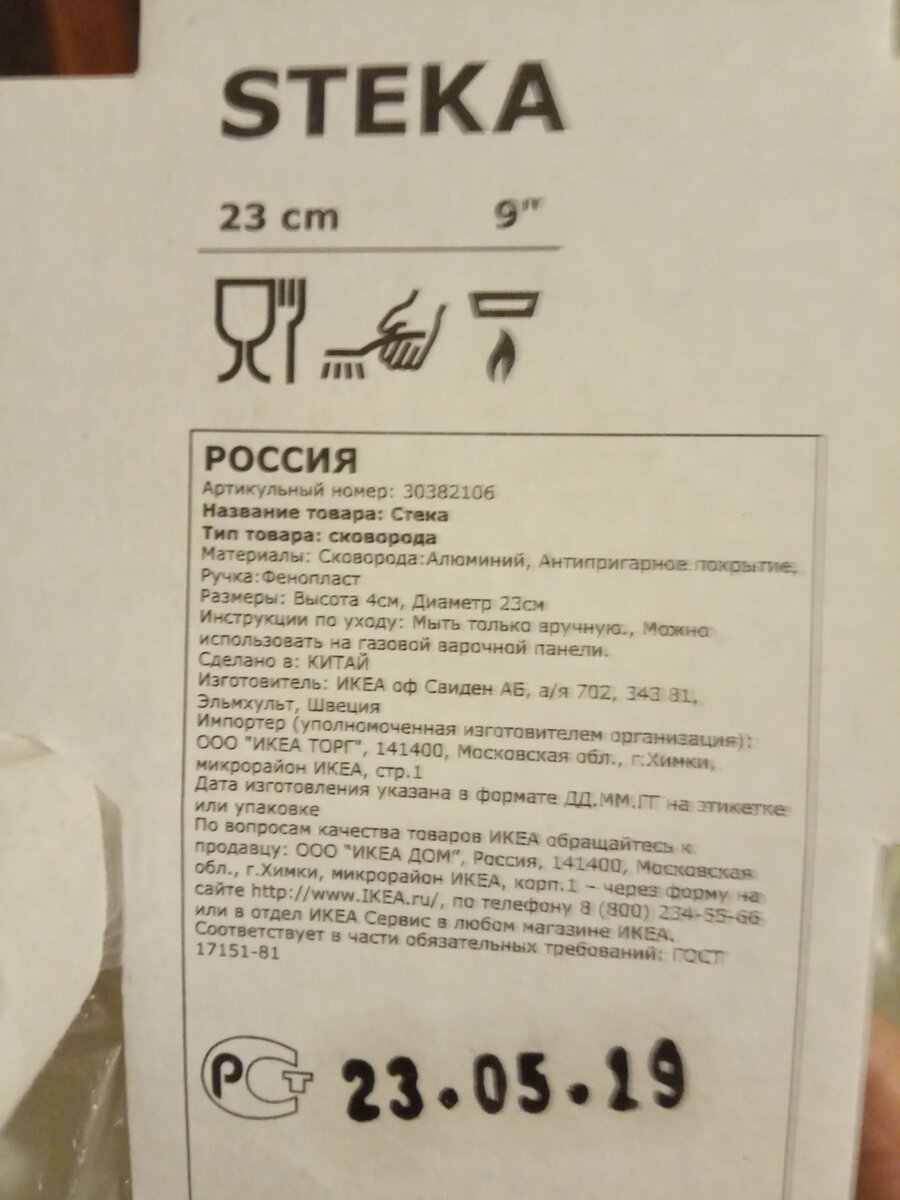 STEKA
23 cm 9"
РОССИЯ
Артикульный номер: 30382106
Название товара: Стека
Тип товара: сковорода
Материалы: Сковорода:Алюминий, Антипригарное покрытие,
Ручка:Фенопласт
Размеры: Высота 4см, Диаметр 23см
Инструкции по уходу: Мыть только вручную., Можно
использовать на газовой варочной панели.
Сделано в: КИТАЙ
Изготовитель: ИКЕА оф Свиден АБ, а/я 702, 343 81,
Эльмхульт, Швеция
Импортер (уполномоченная изготовителем организация):
ООО "ИКЕА ТОРГ", 141400, Московская обл., г.Химки,
микрорайон ИКЕА, стр.1
Дата изготовления указана в формате ДД.ММ.ГГ на этикетке
или упаковке
По вопросам качества товаров ИКЕА обращайтесь к
продавцу: ООО "ИКЕА ДОМ", Россия, 141400, Московская
обл., г.Химки, микрорайон ИКЕА, корп.1 – через форму на
сайте http://www.IKEA.ru/, по телефону 8 (800) 234-55-66
или в отдел ИКЕА Сервис в любом магазине ИКЕА.
Соответствует в части обязательных требований: ГОСТ
17151-81
РСТ 23.05.19